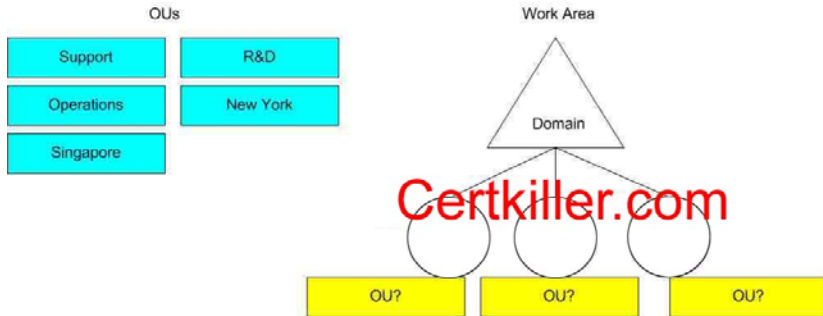 OUs
Work Area
Support
R&D
Operations
New York
Singapore
Domain
Certkiller.com
OU?
OU?
OU?